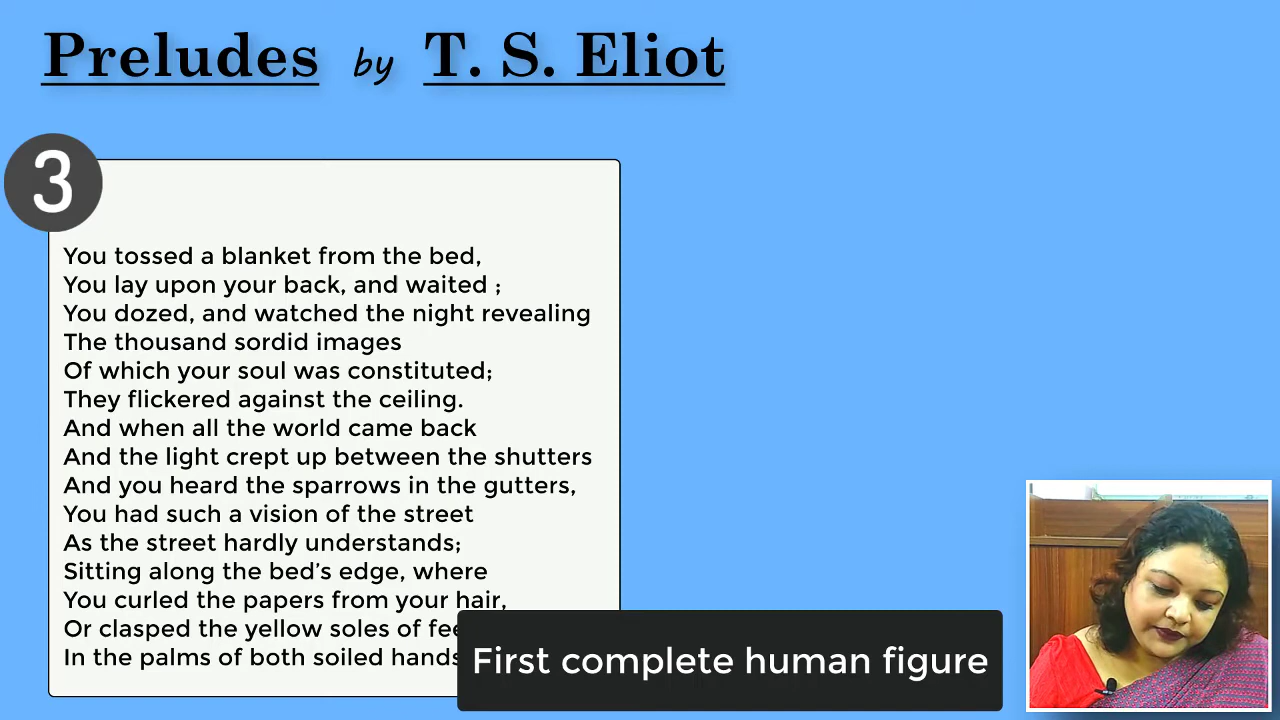 Preludes by T. S. Eliot
3
You tossed a blanket from the bed,
You lay upon your back, and waited ;
You dozed, and watched the night revealing
The thousand sordid images
Of which your soul was constituted;
They flickered against the ceiling.
And when all the world came back
And the light crept up between the shutters
And you heard the sparrows in the gutters,
You had such a vision of the street
As the street hardly understands;
Sitting along the bed’s edge, where
You curled the papers from your hair,
Or clasped the yellow soles of
In the palms of both soiled hands
First complete human figure